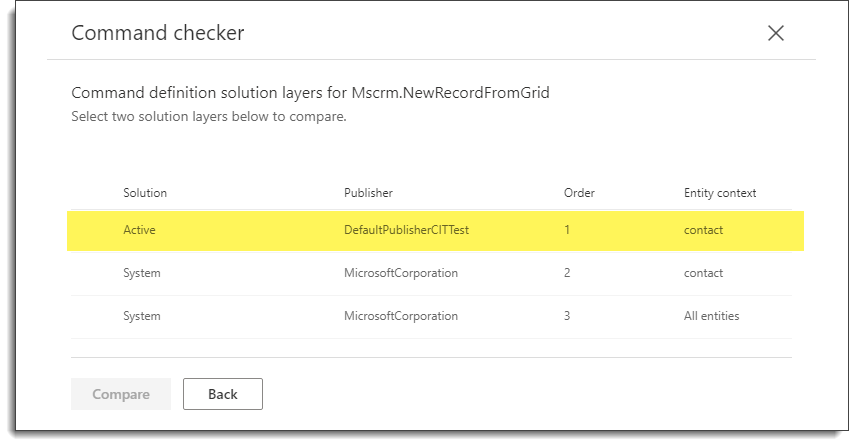 Command checker
Command definition solution layers for Mscrm.NewRecordFromGrid
Select two solution layers below to compare.
Solution Publisher Order Entity context
Active DefaultPublisherCITTest 1 contact
System MicrosoftCorporation 2 contact
System MicrosoftCorporation 3 All entities
Compare Back